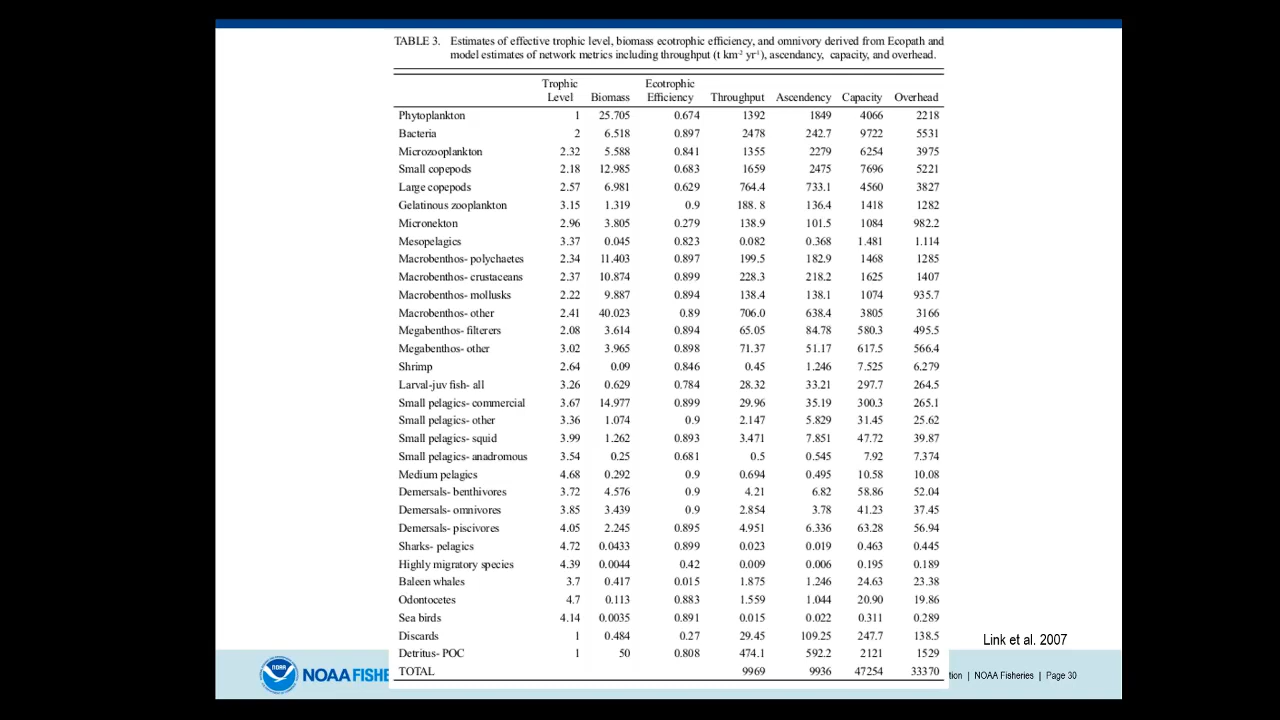 TABLE 3. Estimates of effective trophic level, biomass ecotrophic efficiency, and omnivory derived from Ecopath and
model estimates of network metrics including throughput (t km-² yr¹), ascendancy, capacity, and overhead.
Trophic Level Biomass Ecotrophic Efficiency Throughput Ascendency Capacity Overhead
Phytoplankton 1 25.705 0.674 1392 1849 4066 2218
Bacteria 2 6.518 0.897 2478 242.7 9722 5531
Microzooplankton 2.32 5.588 0.841 1355 2279 6254 3975
Small copepods 2.18 12.985 0.683 1659 2475 7696 5221
Large copepods 2.57 6.981 0.629 764.4 733.1 4560 3827
Gelatinous zooplankton 3.15 1.319 0.9 188. 8 136.4 1418 1282
Micronekton 2.96 3.805 0.279 138.9 101.5 1084 982.2
Mesopelagics 3.37 0.045 0.823 0.082 0.368 1.481 1.114
Macrobenthos- polychaetes 2.34 11.403 0.897 199.5 182.9 1468 1285
Macrobenthos- crustaceans 2.37 10.874 0.899 228.3 218.2 1625 1407
Macrobenthos- mollusks 2.22 9.887 0.894 138.4 138.1 1074 935.7
Macrobenthos- other 2.41 40.023 0.89 706.0 638.4 3805 3166
Megabenthos- filterers 2.08 3.614 0.894 65.05 84.78 580.3 495.5
Megabenthos- other 3.02 3.965 0.898 71.37 51.17 617.5 566.4
Shrimp 2.64 0.09 0.846 0.45 1.246 7.525 6.279
Larval-juv fish- all 3.26 0.629 0.784 28.32 33.21 297.7 264.5
Small pelagics- commercial 3.67 14.977 0.899 29.96 35.19 300.3 265.1
Small pelagics- other 3.36 1.074 0.9 2.147 5.829 31.45 25.62
Small pelagics- squid 3.99 1.262 0.893 3.471 7.851 47.72 39.87
Small pelagics- anadromous 3.54 0.25 0.681 0.5 0.545 7.92 7.374
Medium pelagics 4.68 0.292 0.9 0.694 0.495 10.58 10.08
Demersals- benthivores 3.72 4.576 0.9 4.21 6.82 58.86 52.04
Demersals- omnivores 3.85 3.439 0.9 2.854 3.78 41.23 37.45
Demersals- piscivores 4.05 2.245 0.895 4.951 6.336 63.28 56.94
Sharks- pelagics 4.72 0.0433 0.899 0.023 0.019 0.463 0.445
Highly migratory species 4.39 0.0044 0.42 0.009 0.006 0.195 0.189
Baleen whales 3.7 0.417 0.015 1.875 1.246 24.63 23.38
Odontocetes 4.7 0.113 0.883 1.559 1.044 20.90 19.86
Sea birds 4.14 0.0035 0.891 0.015 0.022 0.311 0.289
Discards 1 0.484 0.27 29.45 109.25 247.7 138.5
Detritus- POC 1 50 0.808 474.1 592.2 2121 1529
TOTAL 9969 9936 47254 33370
Link et al. 2007
NOAA
NOAA FISHE
tion | NOAA Fisheries | Page 30